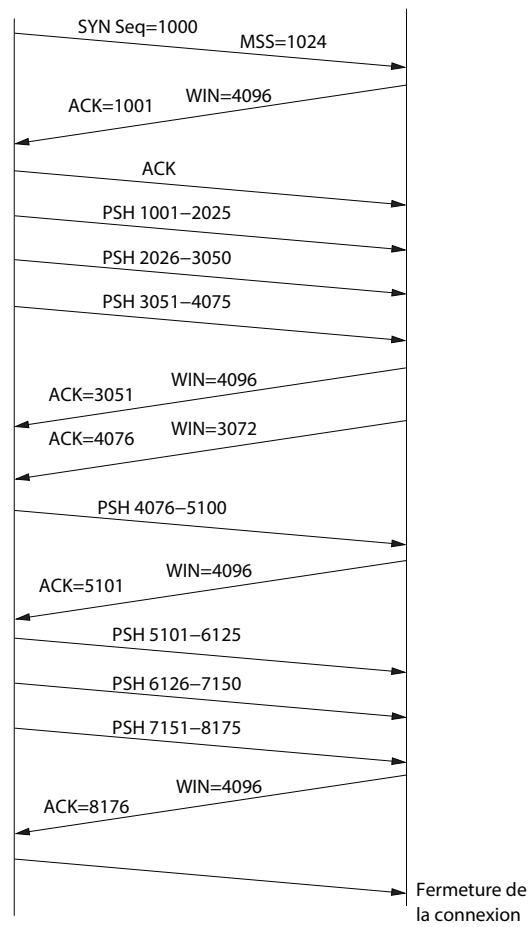 SYN Seq=1000
MSS=1024
WIN=4096
ACK=1001
ACK
PSH 1001−2025
PSH 2026−3050
PSH 3051−4075
WIN=4096
ACK=3051
WIN=3072
ACK=4076
PSH 4076−5100
WIN=4096
ACK=5101
PSH 5101−6125
PSH 6126−7150
PSH 7151−8175
WIN=4096
ACK=8176
Fermeture de
la connexion